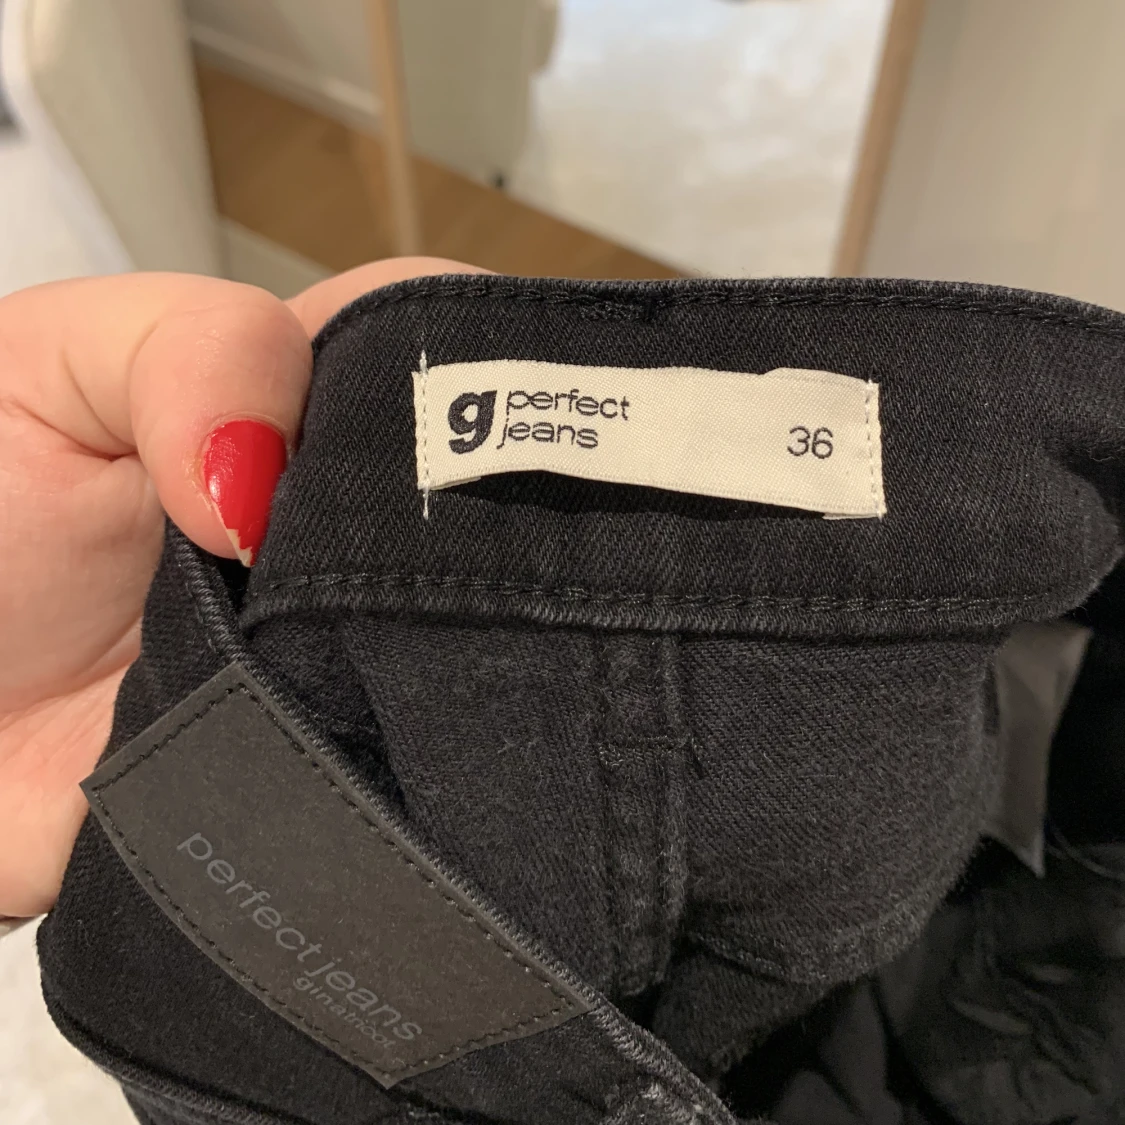 g perfect
jeans
36
perfect jeans
ginatricot